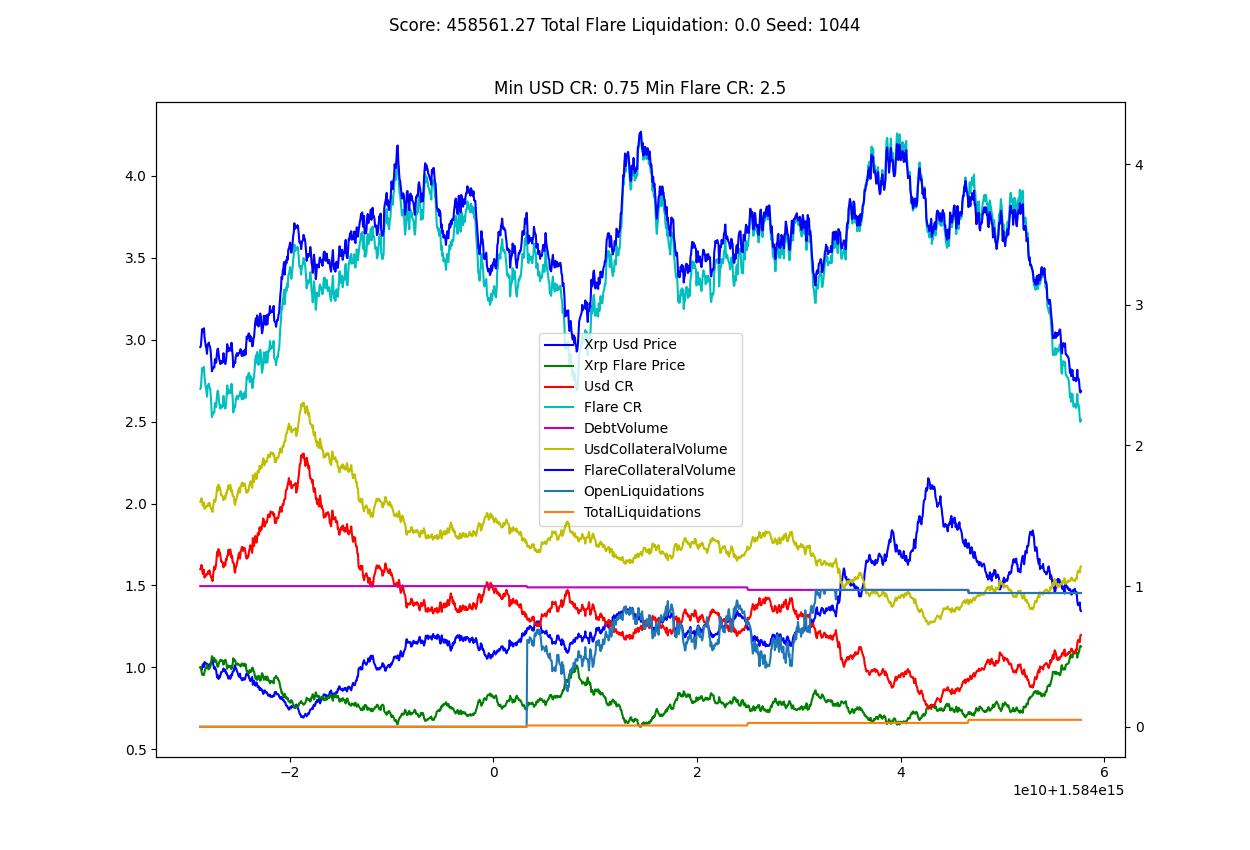 Score: 458561.27 Total Flare Liquidation: 0.0 Seed: 1044
Min USD CR: 0.75 Min Flare CR: 2.5
4.0
3.5
3.0
2.5
2.0
1.5
1.0
0.5
4
3
2
1
0
Xrp Usd Price
Xrp Flare Price
Usd CR
Flare CR
DebtVolume
UsdCollateralVolume
FlareCollateralVolume
OpenLiquidations
TotalLiquidations
−2 0 2 4 6
1e10+1.584e15